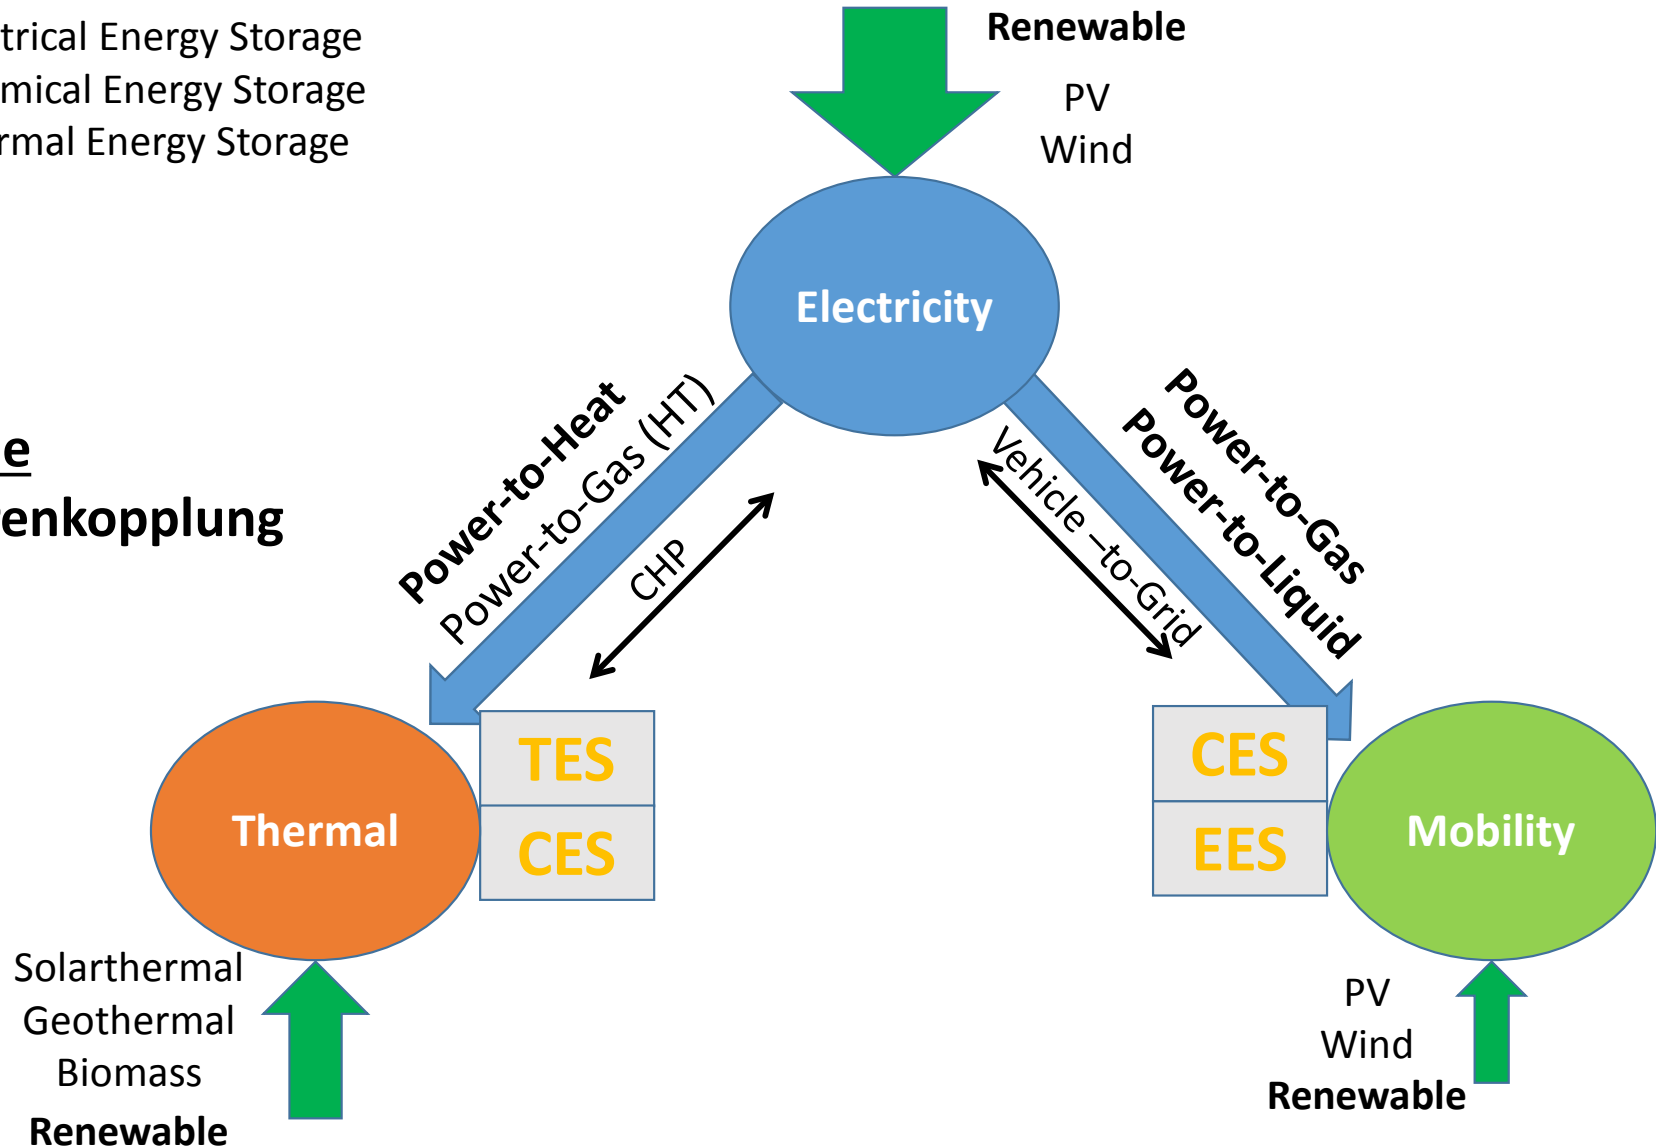 trical Energy Storage
mical Energy Storage
rmal Energy Storage
Renewable
PV
Wind
Electricity
e
enkopplung
Power-to-Heat
Power-to-Gas (HT)
CHP
Vehicle –to-Grid
Power-to-Gas
Power-to-Liquid
TES
CES
Thermal
CES
EES
Mobility
Solarthermal
Geothermal
Biomass
Renewable
PV
Wind
Renewable